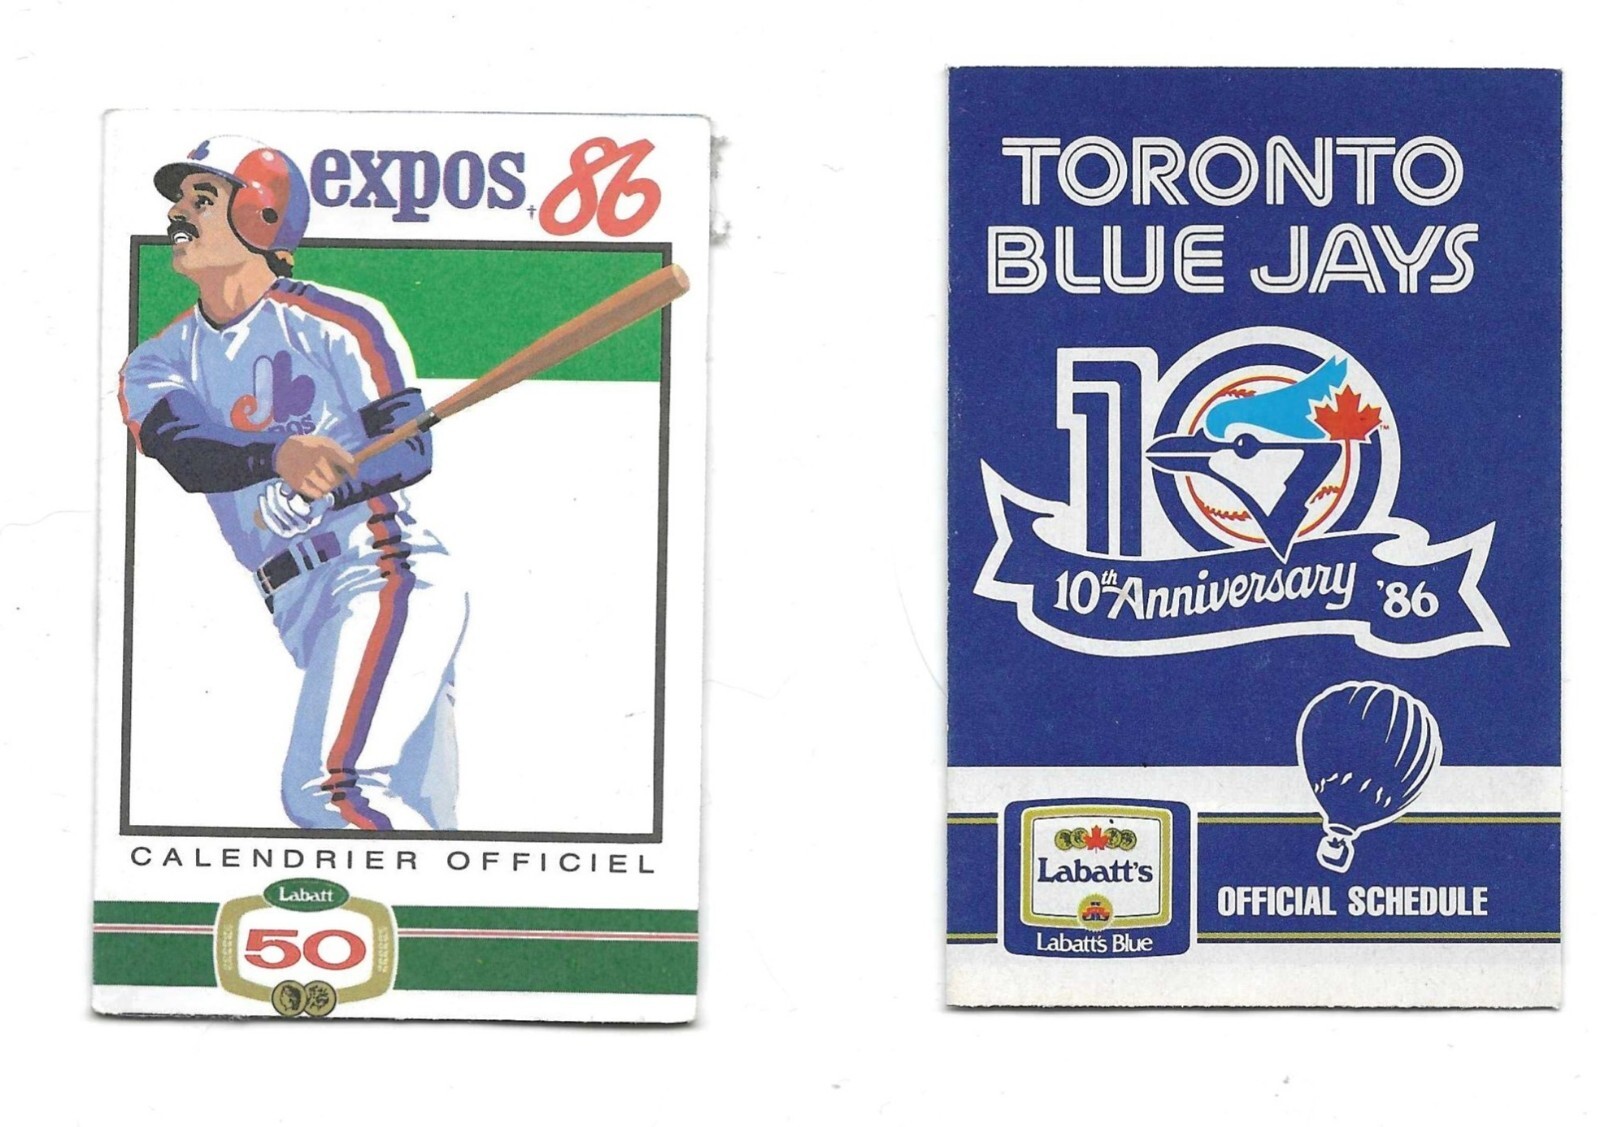 expos 86
CALENDRIER OFFICIEL
Labatt
50
TORONTO
BLUE JAYS
10
10th Anniversary '86
Labatt's
Labatt's Blue
OFFICIAL SCHEDULE